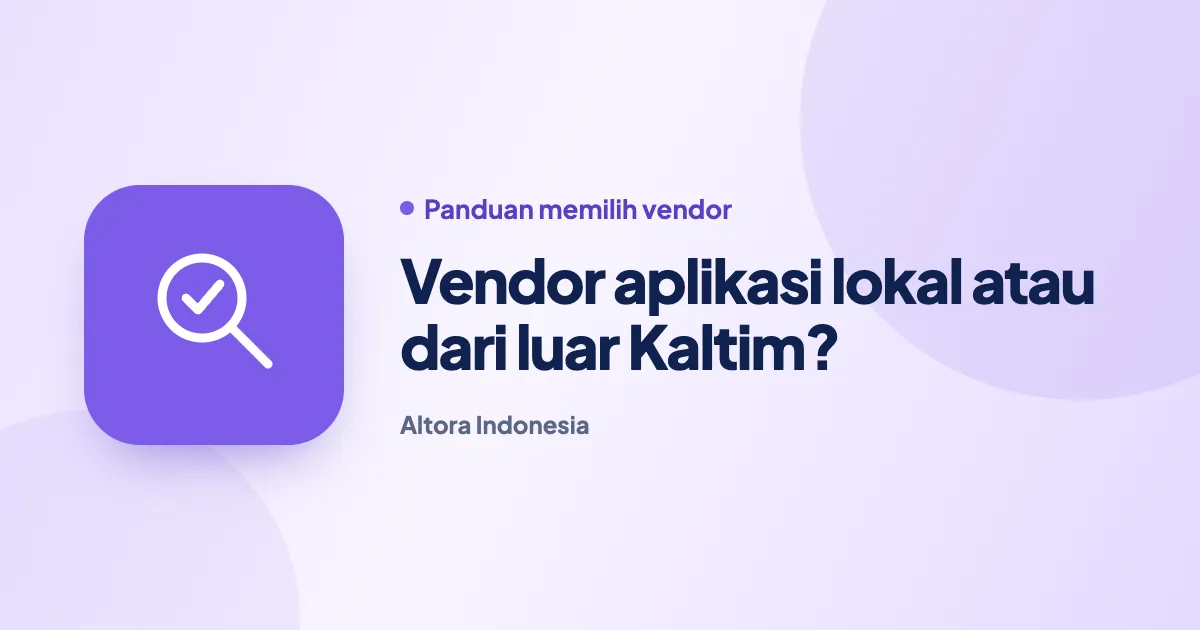 Panduan memilih vendor
Vendor aplikasi lokal atau
dari luar Kaltim?
Altora Indonesia